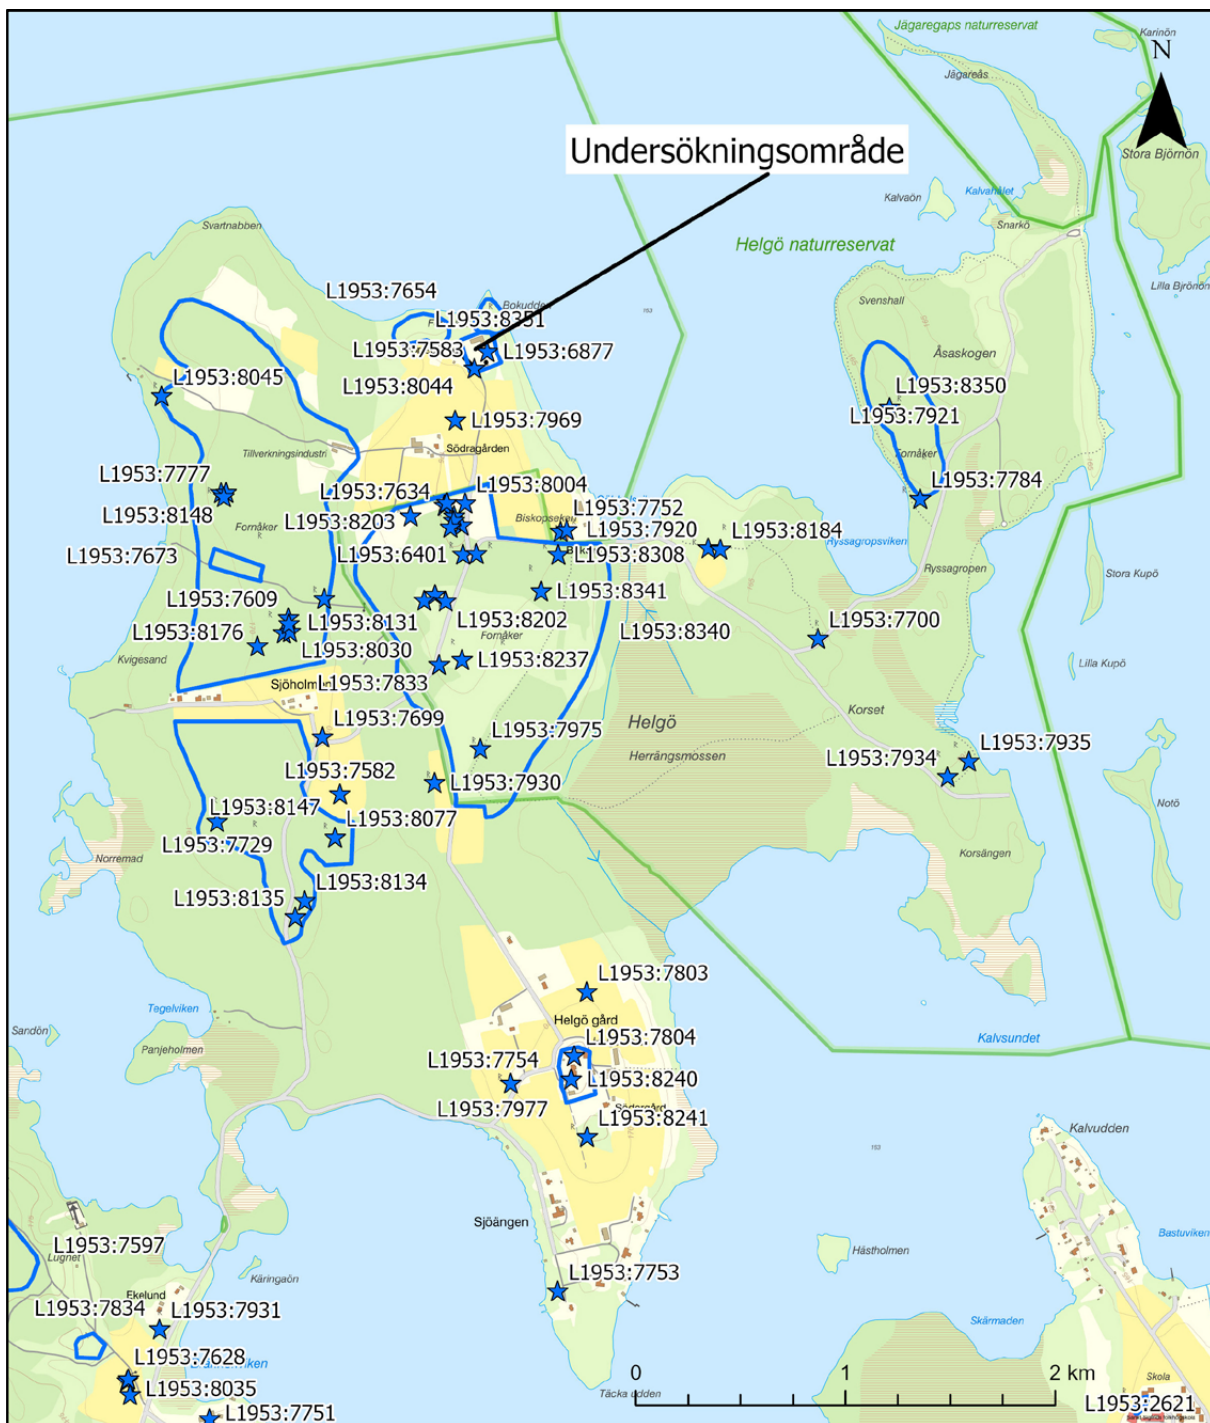 Jägaregaps naturreservat
Karinön
N
Jägareås
Undersökningsområde
Stora Björnön
Kalvaön
Kalvahålet
Snarkö
Svartnabben
Helgö naturreservat
Lilla Bjrönön
L1953:7654
Bokudden
Svenshall
152
L1953:8351
L1953:7583
L1953:6877
Åsaskogen
L1953:8045
L1953:8044
L1953:8350
L1953:7921
L1953:7969
Södragården
Tillverkningsindustri
Fornåker
L1953:7777
L1953:7634
L1953:8004
L1953:7784
L1953:8148
L1953:8203
Biskopseken
L1953:7752
Fornåker
L1953:7920
L1953:8184
Ryssagropsviken
L1953:7673
L1953:6401
L1953:8308
Ryssagropen
Stora Kupö
L1953:7609
L1953:8341
L1953:8131
L1953:8202
L1953:8176
Fornåker
L1953:8340
L1953:7700
L1953:8030
Kvigesand
L1953:8237
Lilla Kupö
Sjöholmen
L1953:7833
Korset
L1953:7699
Helgö
L1953:7975
Herrängsmossen
L1953:7935
L1953:7934
L1953:7582
L1953:7930
L1953:8147
L1953:8077
Notö
L1953:7729
Norremad
Korsängen
L1953:8134
L1953:8135
L1953:7803
Tegelviken
Helgö gård
Sandön
L1953:7804
Kalvsundet
Panjeholmen
L1953:7754
L1953:8240
L1953:7977
Södergård
L1953:8241
Kalvudden
152
Sjöängen
Bastuviken
L1953:7597
Lugnet
Hästholmen
Käringaön
L1953:7753
Ekelund
L1953:7834
L1953:7931
Skärmaden
L1953:7628
0 1 2 km
Skola
L1953:8035
Täcka udden
L1953:2621
L1953:7751